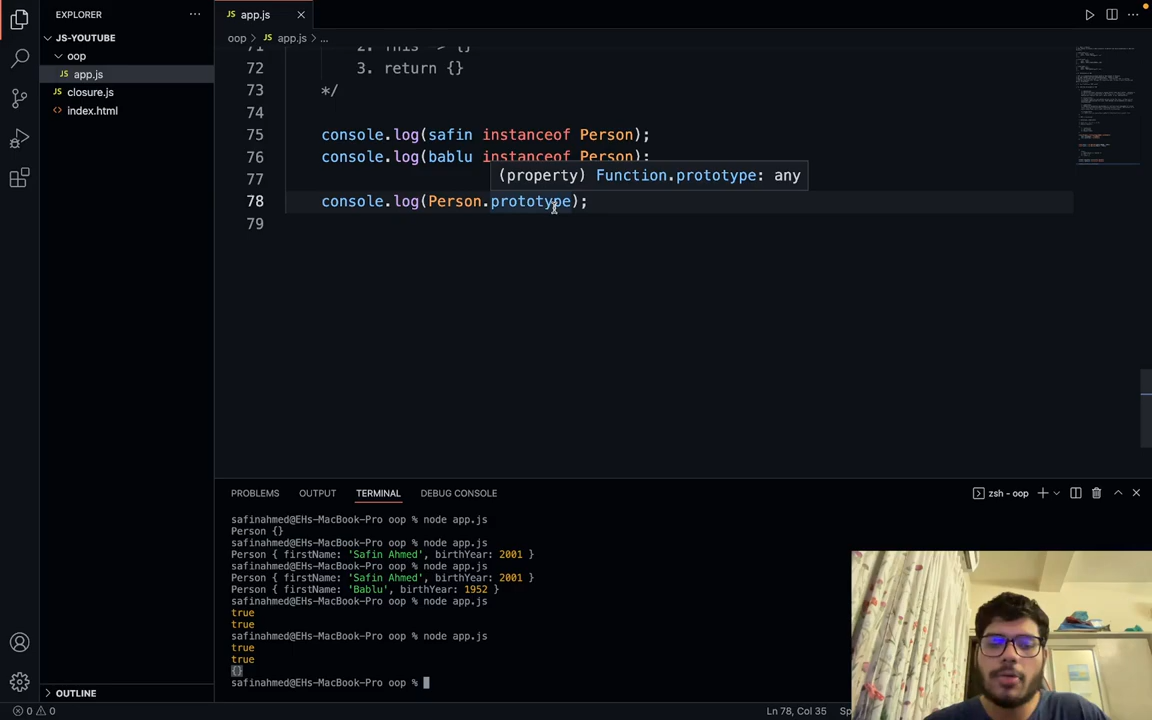 EXPLORER
app.js
JS-YOUTUBE
oop > app.js > ...
oop
app.js
closure.js
index.html
71 2. This -> {}
72 3. return {}
73 */
74
75 console.log(safin instanceof Person);
76 console.log(bablu instanceof Person);
(property) Function.prototype: any
77
78 console.log(Person.prototype);
79
PROBLEMS OUTPUT TERMINAL DEBUG CONSOLE
zsh - oop
safinahmed@EHs-MacBook-Pro oop % node app.js
Person {}
safinahmed@EHs-MacBook-Pro oop % node app.js
Person { firstName: 'Safin Ahmed', birthYear: 2001 }
safinahmed@EHs-MacBook-Pro oop % node app.js
Person { firstName: 'Safin Ahmed', birthYear: 2001 }
Person { firstName: 'Bablu', birthYear: 1952 }
safinahmed@EHs-MacBook-Pro oop % node app.js
true
true
safinahmed@EHs-MacBook-Pro oop % node app.js
true
true
{}
safinahmed@EHs-MacBook-Pro oop %
OUTLINE
0 0
Ln 78, Col 35